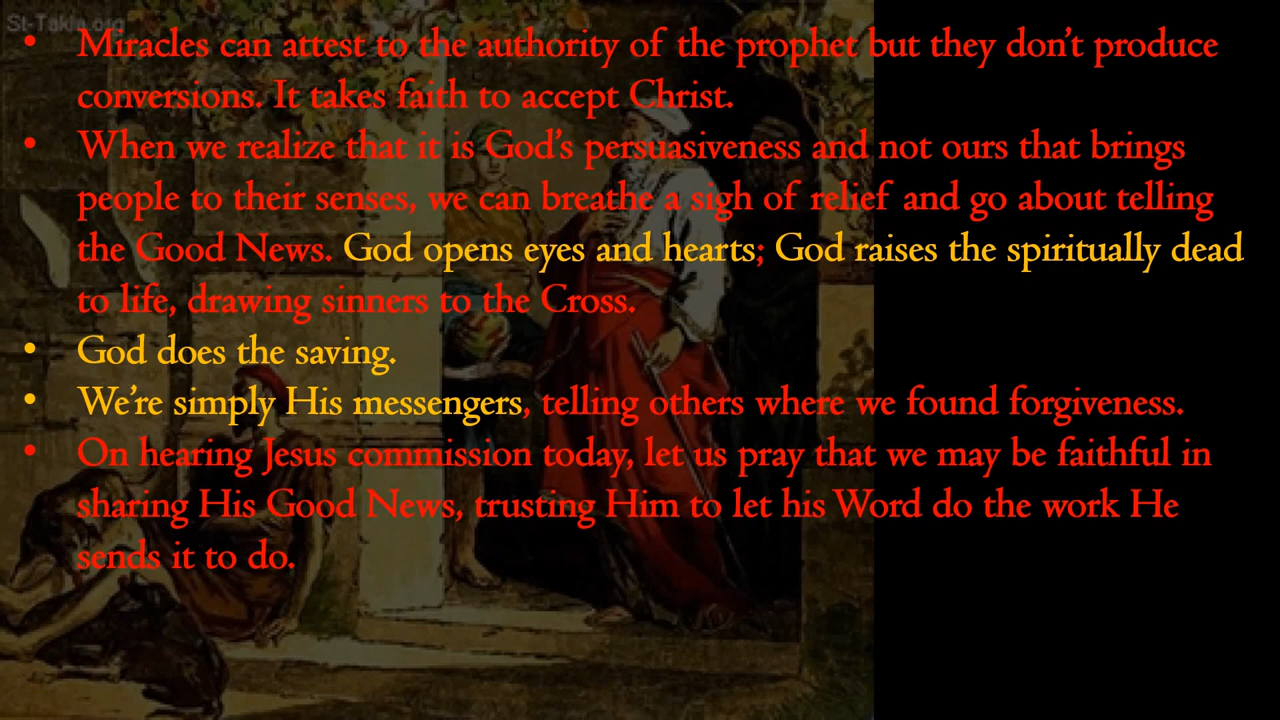 St-Takla.org
• Miracles can attest to the authority of the prophet but they don't produce
conversions. It takes faith to accept Christ.
• When we realize that it is God's persuasiveness and not ours that brings
people to their senses, we can breathe a sigh of relief and go about telling
the Good News. God opens eyes and hearts; God raises the spiritually dead
to life, drawing sinners to the Cross.
• God does the saving.
• We're simply His messengers, telling others where we found forgiveness.
• On hearing Jesus commission today, let us pray that we may be faithful in
sharing His Good News, trusting Him to let his Word do the work He
sends it to do.